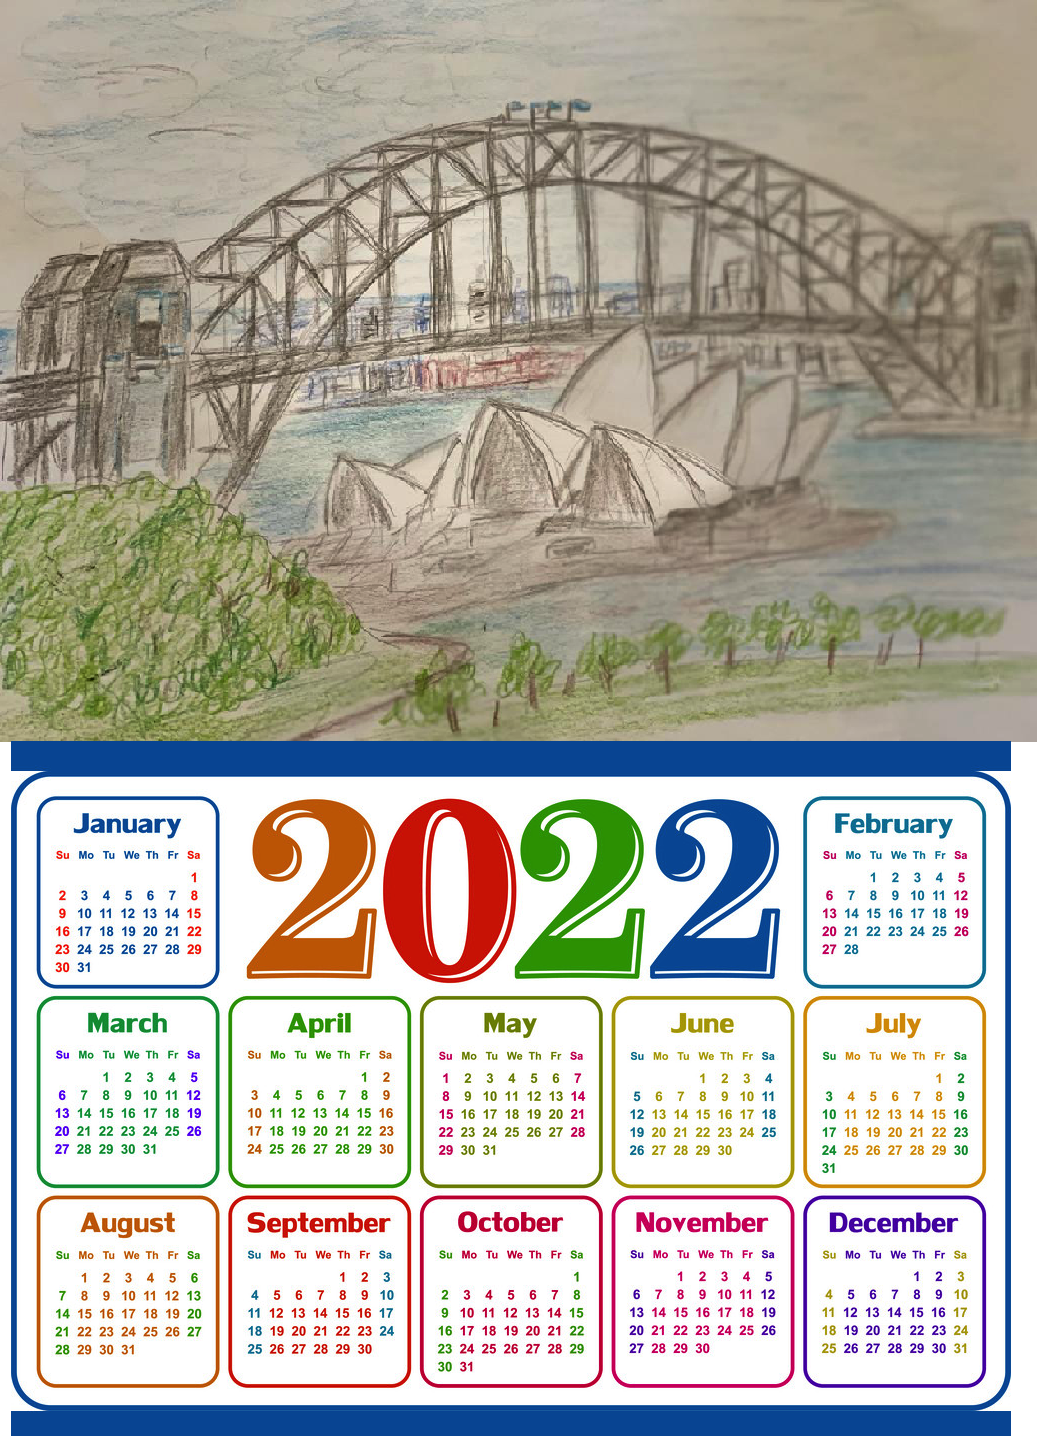 January
Su Mo Tu We Th Fr Sa
1
2 3 4 5 6 7 8
9 10 11 12 13 14 15
16 17 18 19 20 21 22
23 24 25 26 27 28 29
30 31
2022
February
Su Mo Tu We Th Fr Sa
1 2 3 4 5
6 7 8 9 10 11 12
13 14 15 16 17 18 19
20 21 22 23 24 25 26
27 28
March
Su Mo Tu We Th Fr Sa
1 2 3 4 5
6 7 8 9 10 11 12
13 14 15 16 17 18 19
20 21 22 23 24 25 26
27 28 29 30 31
April
Su Mo Tu We Th Fr Sa
1 2
3 4 5 6 7 8 9
10 11 12 13 14 15 16
17 18 19 20 21 22 23
24 25 26 27 28 29 30
May
Su Mo Tu We Th Fr Sa
1 2 3 4 5 6 7
8 9 10 11 12 13 14
15 16 17 18 19 20 21
22 23 24 25 26 27 28
29 30 31
June
Su Mo Tu We Th Fr Sa
1 2 3 4
5 6 7 8 9 10 11
12 13 14 15 16 17 18
19 20 21 22 23 24 25
26 27 28 29 30
July
Su Mo Tu We Th Fr Sa
1 2
3 4 5 6 7 8 9
10 11 12 13 14 15 16
17 18 19 20 21 22 23
24 25 26 27 28 29 30
31
August
Su Mo Tu We Th Fr Sa
1 2 3 4 5 6
7 8 9 10 11 12 13
14 15 16 17 18 19 20
21 22 23 24 25 26 27
28 29 30 31
September
Su Mo Tu We Th Fr Sa
1 2 3
4 5 6 7 8 9 10
11 12 13 14 15 16 17
18 19 20 21 22 23 24
25 26 27 28 29 30
October
Su Mo Tu We Th Fr Sa
1
2 3 4 5 6 7 8
9 10 11 12 13 14 15
16 17 18 19 20 21 22
23 24 25 26 27 28 29
30 31
November
Su Mo Tu We Th Fr Sa
1 2 3 4 5
6 7 8 9 10 11 12
13 14 15 16 17 18 19
20 21 22 23 24 25 26
27 28 29 30
December
Su Mo Tu We Th Fr Sa
1 2 3
4 5 6 7 8 9 10
11 12 13 14 15 16 17
18 19 20 21 22 23 24
25 26 27 28 29 30 31